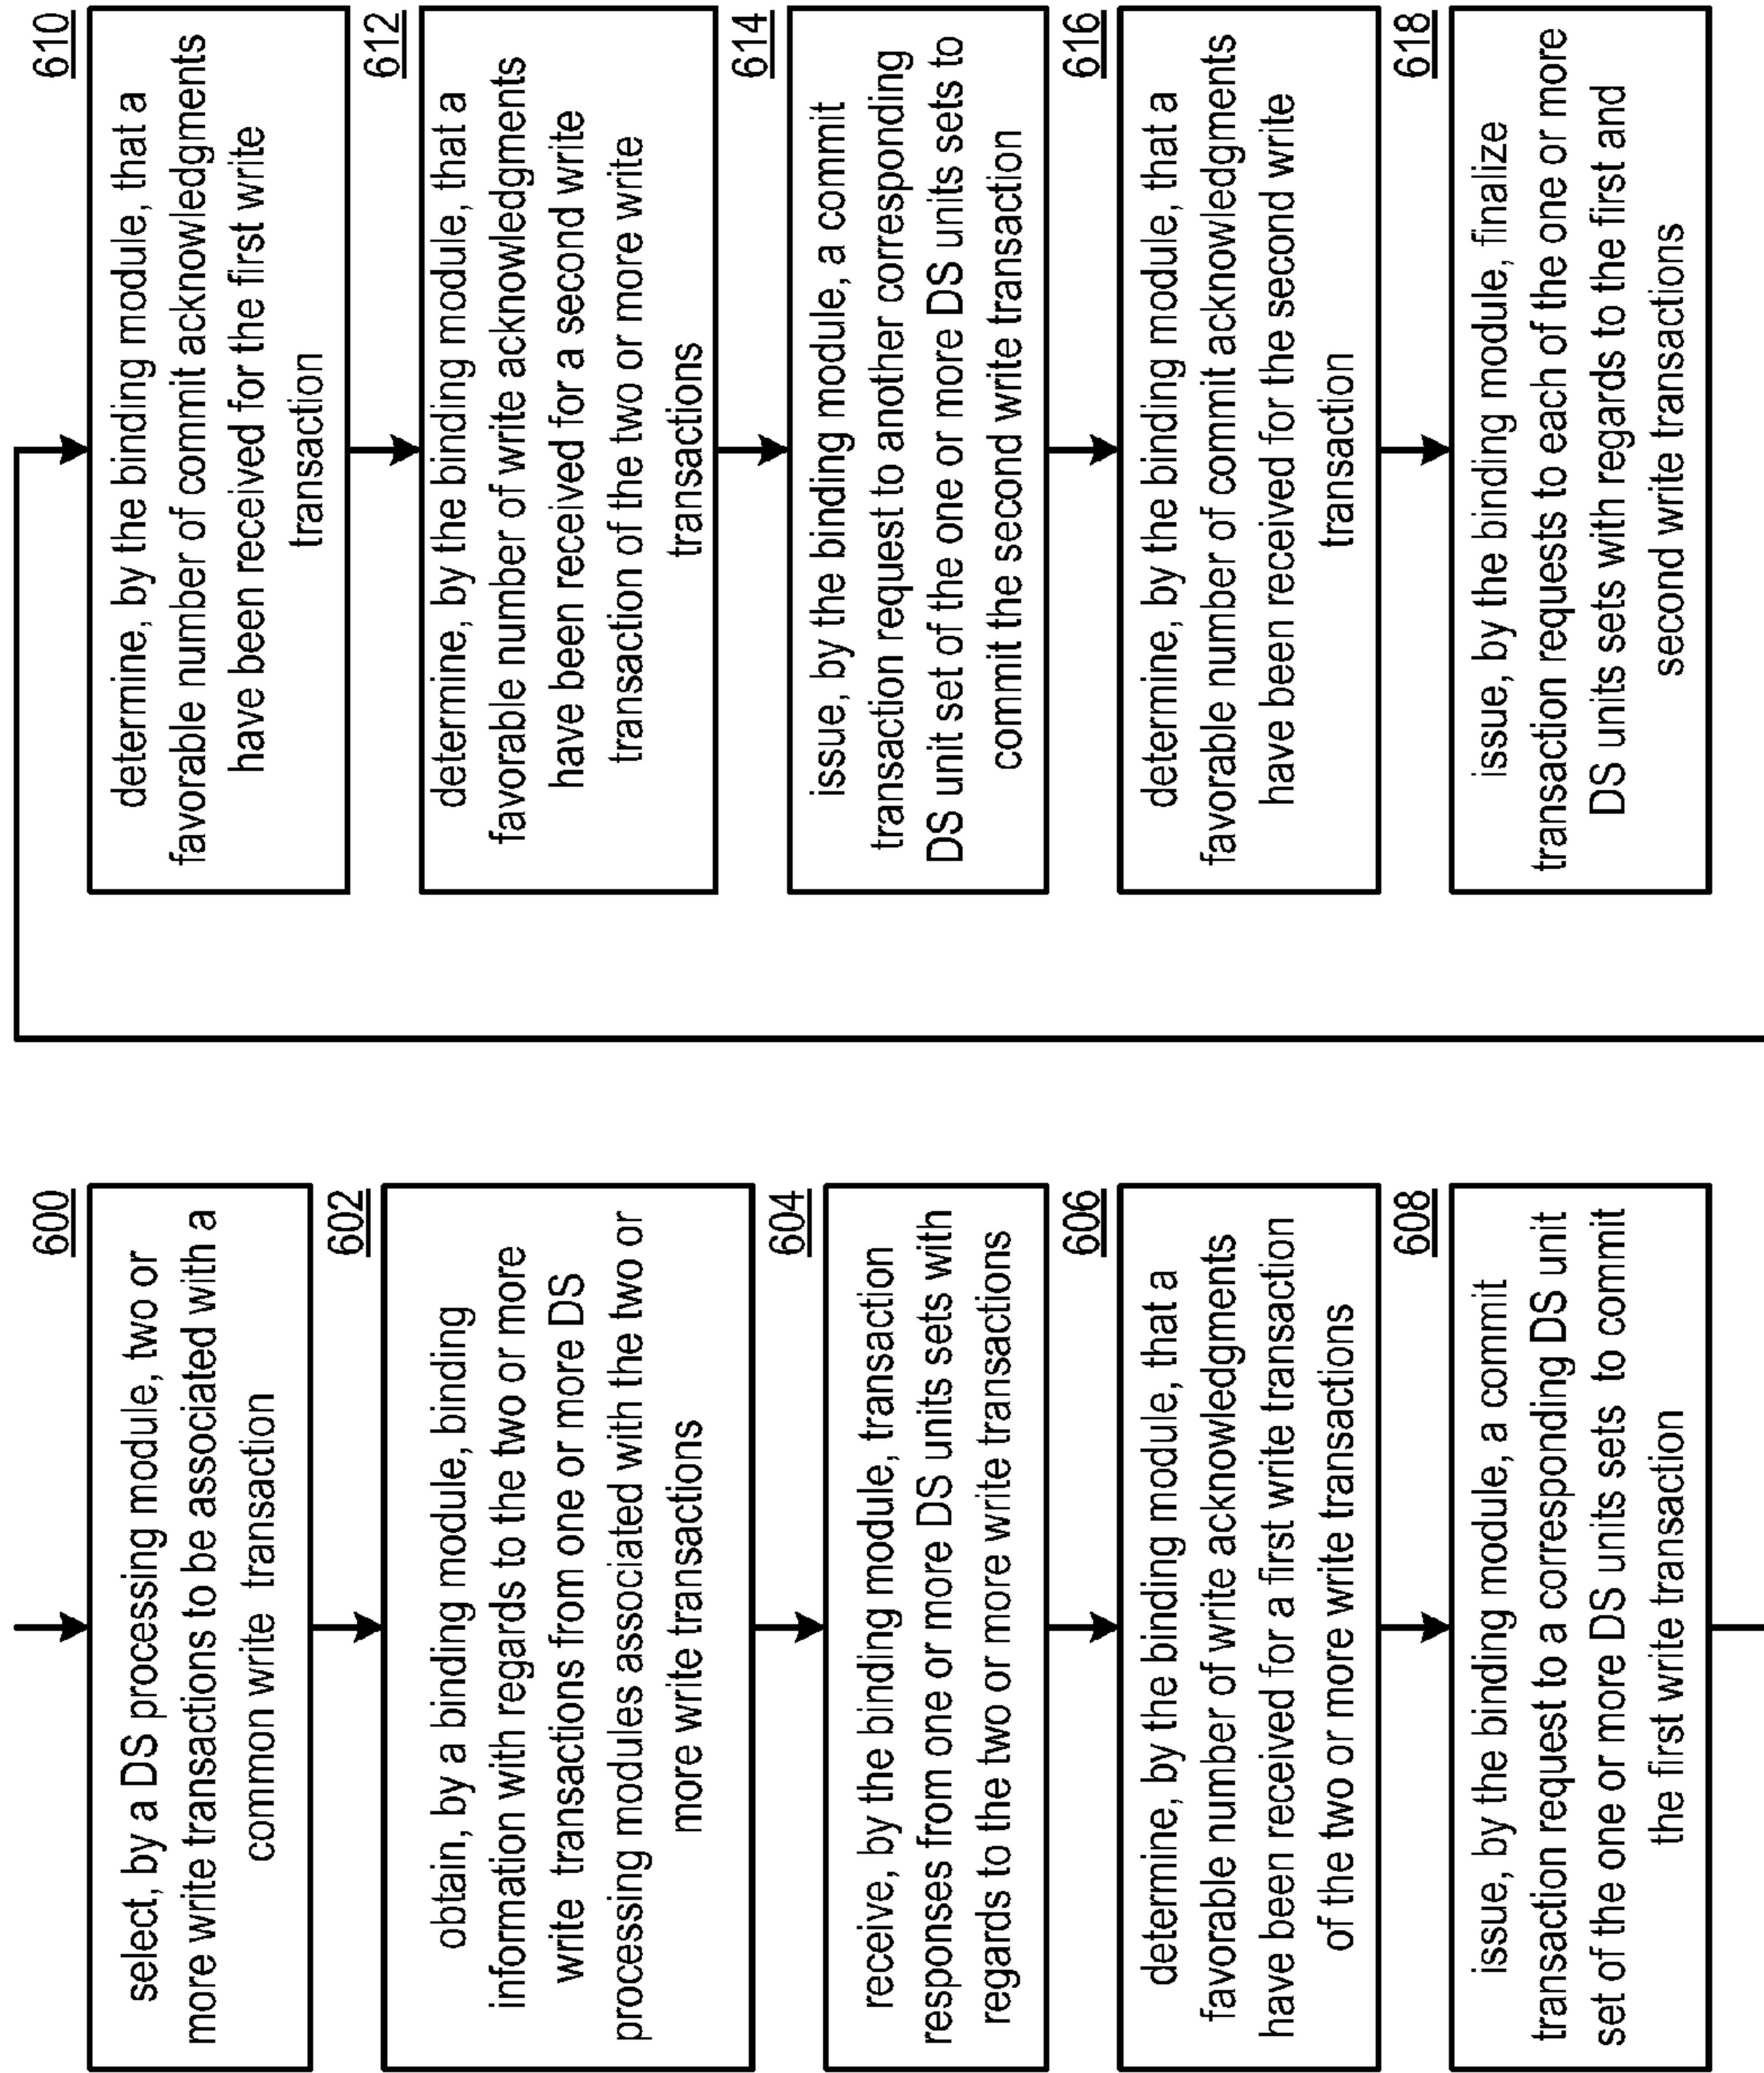 600
select, by a DS processing module, two or
more write transactions to be associated with a
common write transaction
602
obtain, by a binding module, binding
information with regards to the two or more
write transactions from one or more DS
processing modules associated with the two or
more write transactions
604
receive, by the binding module, transaction
responses from one or more DS units sets with
regards to the two or more write transactions
606
determine, by the binding module, that a
favorable number of write acknowledgments
have been received for a first write transaction
of the two or more write transactions
608
issue, by the binding module, a commit
transaction request to a corresponding DS unit
set of the one or more DS units sets to commit
the first write transaction
610
determine, by the binding module, that a
favorable number of commit acknowledgments
have been received for the first write
transaction
612
determine, by the binding module, that a
favorable number of write acknowledgments
have been received for a second write
transaction of the two or more write
transactions
614
issue, by the binding module, a commit
transaction request to another corresponding
DS unit set of the one or more DS units sets to
commit the second write transaction
616
determine, by the binding module, that a
favorable number of commit acknowledgments
have been received for the second write
transaction
618
issue, by the binding module, finalize
transaction requests to each of the one or more
DS units sets with regards to the first and
second write transactions